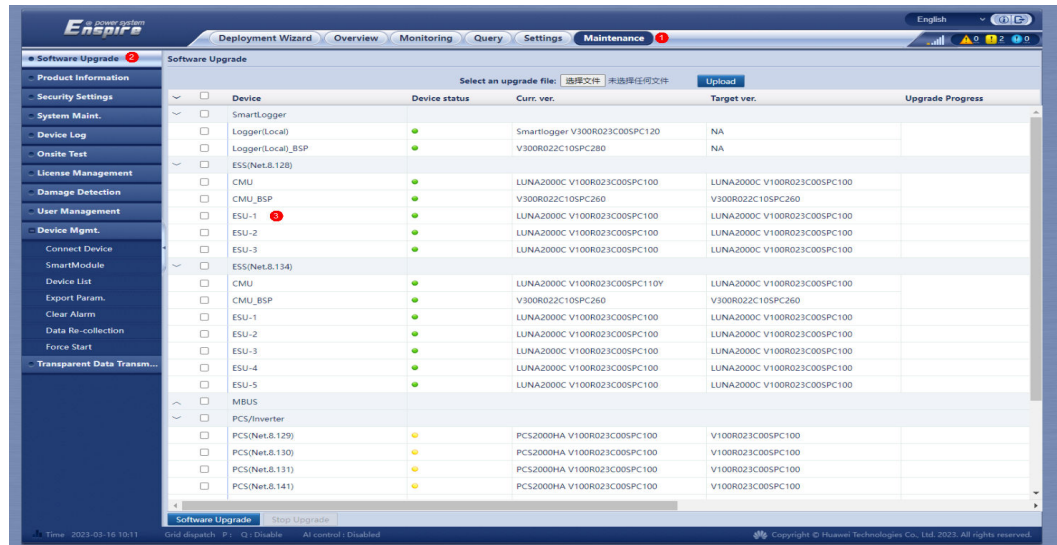 power system
Enspire
English
Deployment Wizard Overview Monitoring Query Settings Maintenance 1
0 2 0
Software Upgrade 2
Product Information
Security Settings
System Maint.
Device Log
Onsite Test
License Management
Damage Detection
User Management
Device Mgmt.
Connect Device
SmartModule
Device List
Export Param.
Clear Alarm
Data Re-collection
Force Start
Transparent Data Transm...
Software Upgrade
Select an upgrade file: 选择文件 未选择任何文件 Upload
Device Device status Curr. ver. Target ver. Upgrade Progress
SmartLogger
Logger(Local) Smartlogger V300R023C00SPC120 NA
Logger(Local)_BSP V300R022C10SPC280 NA
ESS(Net.8.128)
CMU LUNA2000C V100R023C00SPC100 LUNA2000C V100R023C00SPC100
CMU_BSP V300R022C00SPC260 V300R022C00SPC260
ESU-1 3 LUNA2000C V100R023C00SPC100 LUNA2000C V100R023C00SPC100
ESU-2 LUNA2000C V100R023C00SPC100 LUNA2000C V100R023C00SPC100
ESU-3 LUNA2000C V100R023C00SPC100 LUNA2000C V100R023C00SPC100
ESS(Net.8.134)
CMU LUNA2000C V100R023C00SPC110Y LUNA2000C V100R023C00SPC100
CMU_BSP V300R022C10SPC260 V300R022C10SPC260
ESU-1 LUNA2000C V100R023C00SPC100 LUNA2000C V100R023C00SPC100
ESU-2 LUNA2000C V100R023C00SPC100 LUNA2000C V100R023C00SPC100
ESU-3 LUNA2000C V100R023C00SPC100 LUNA2000C V100R023C00SPC100
ESU-4 LUNA2000C V100R023C00SPC100 LUNA2000C V100R023C00SPC100
ESU-5 LUNA2000C V100R023C00SPC100 LUNA2000C V100R023C00SPC100
MBUS
PCS/Inverter
PCS(Net.8.129) PCS2000HA V100R023C00SPC100 V100R023C00SPC100
PCS(Net.8.130) PCS2000HA V100R023C00SPC100 V100R023C00SPC100
PCS(Net.8.131) PCS2000HA V100R023C00SPC100 V100R023C00SPC100
PCS(Net.8.141) PCS2000HA V100R023C00SPC100 V100R023C00SPC100
Software Upgrade Stop Upgrade
Time 2023-03-16 10:11 Grid dispatch P : Q : Disable AI control : Disabled Copyright © Huawei Technologies Co., Ltd. 2023. All rights reserved.